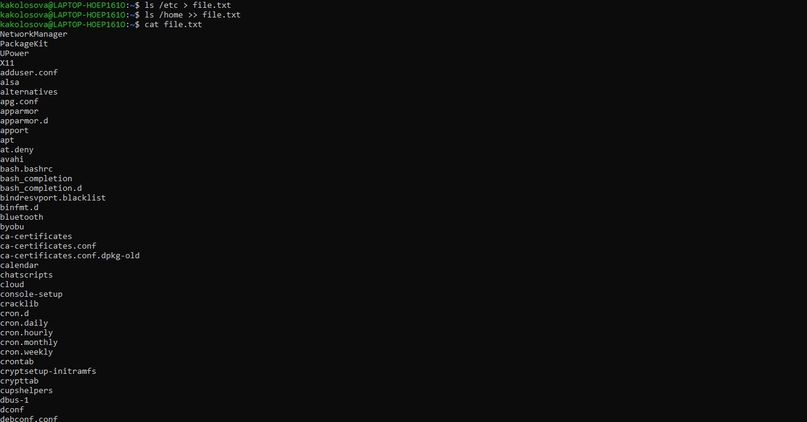 kakolosova@LAPTOP-HOEP161O:~$ ls /etc > file.txt
kakolosova@LAPTOP-HOEP161O:~$ ls /home >> file.txt
kakolosova@LAPTOP-HOEP161O:~$ cat file.txt
NetworkManager
PackageKit
UPower
X11
adduser.conf
alsa
alternatives
apg.conf
apparmor
apparmor.d
apport
apt
at.deny
avahi
bash.bashrc
bash_completion
bash_completion.d
bindresvport.blacklist
binfmt.d
bluetooth
byobu
ca-certificates
ca-certificates.conf
ca-certificates.conf.dpkg-old
calendar
chatscripts
cloud
console-setup
cracklib
cron.d
cron.daily
cron.hourly
cron.monthly
cron.weekly
crontab
cryptsetup-initramfs
crypttab
cupshelpers
dbus-1
dconf
debconf.conf